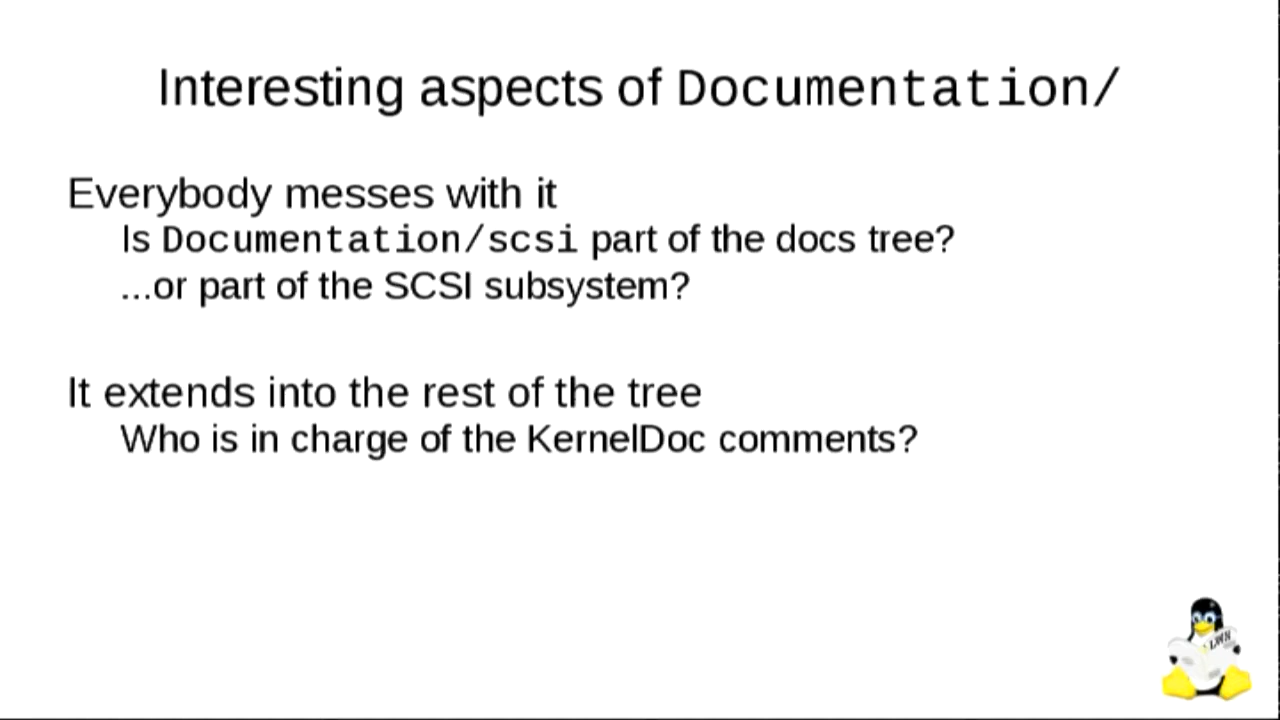 Interesting aspects of Documentation/
Everybody messes with it
Is Documentation/scsi part of the docs tree?
...or part of the SCSI subsystem?
It extends into the rest of the tree
Who is in charge of the KernelDoc comments?
LWN